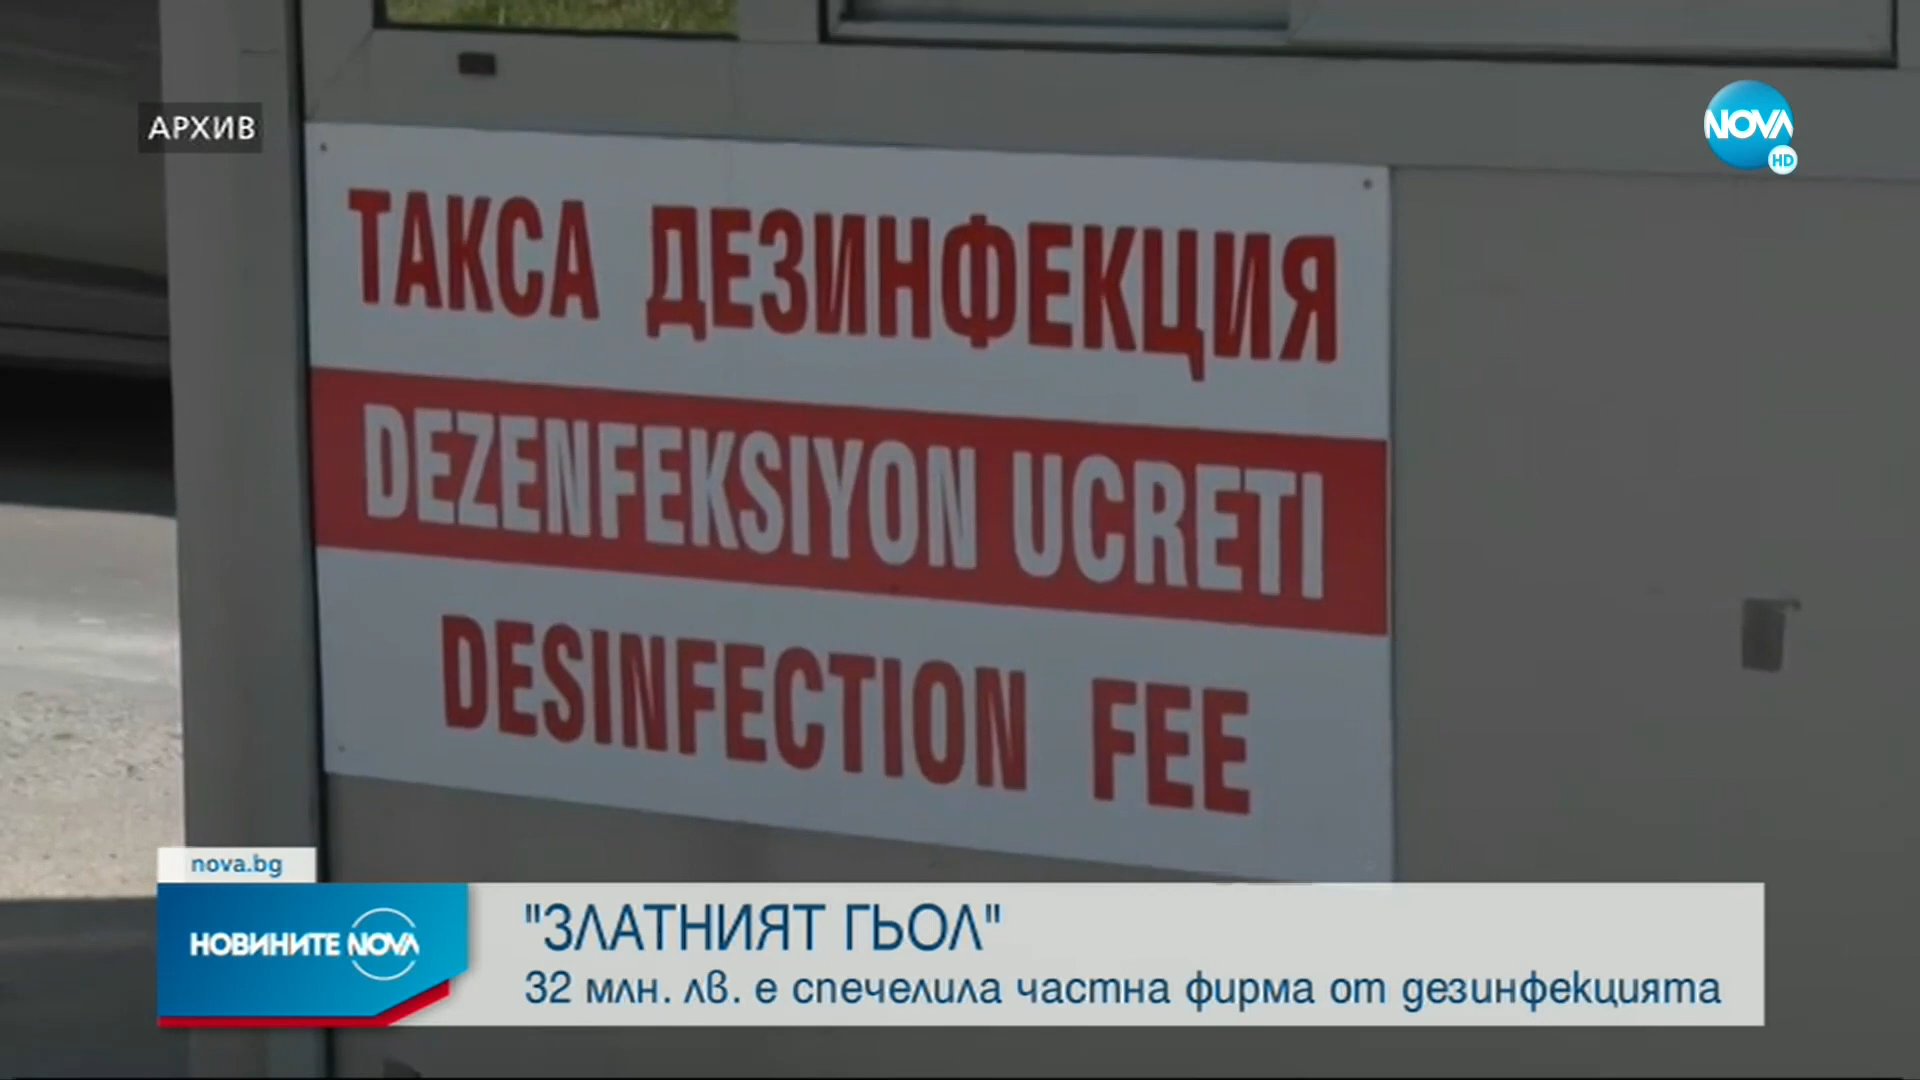 АРХИВ
NOVA
HD
ТАКСА ДЕЗИНФЕКЦИЯ
DEZENFEKSIYON UCRETI
DESINFECTION FEE
nova.bg
НОВИНИТЕ NOVA
"ЗЛАТНИЯТ ГЬОЛ"
32 млн. лв. е спечелила частна фирма от дезинфекцията